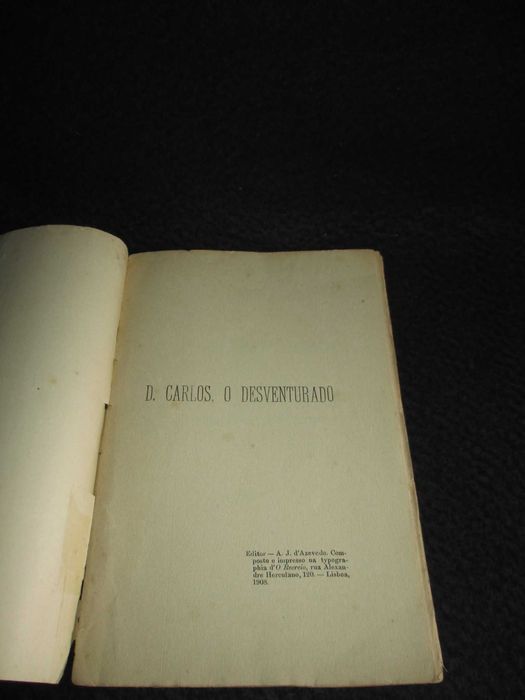 D. CARLOS, O DESVENTURADO
Editor — A. J. d'Azevedo. Com-
posto e impresso na typogra-
phia d'O Recreio, rua Alexan-
dre Herculano, 120. — Lisboa,
1908.